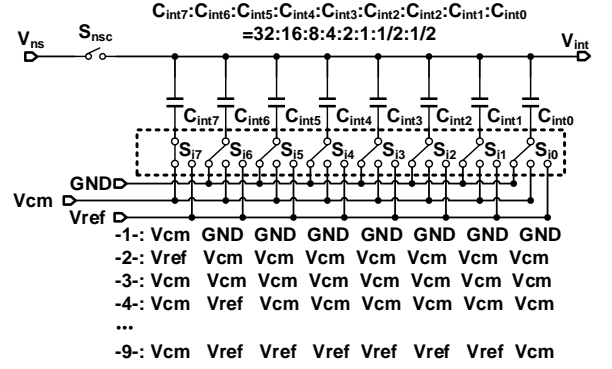 Cint7:Cint6:Cint5:Cint4:Cint3:Cint2:Cint2:Cint1:Cint0
=32:16:8:4:2:1:1/2:1/2
Vns Snsc Vint
Cint7 Cint6 Cint5 Cint4 Cint3 Cint2 Cint1 Cint0
Si7 Si6 Si5 Si4 Si3 Si2 Si1 Si0
GND
Vcm
Vref
-1-: Vcm GND GND GND GND GND GND GND
-2-: Vref Vcm Vcm Vcm Vcm Vcm Vcm Vcm
-3-: Vcm Vcm Vcm Vcm Vcm Vcm Vcm Vcm
-4-: Vcm Vref Vcm Vcm Vcm Vcm Vcm Vcm
...
-9-: Vcm Vref Vref Vref Vref Vref Vref Vcm